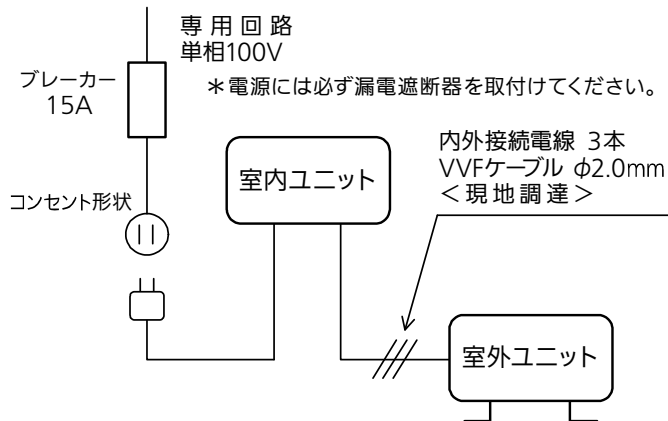 専用回路
単相100V
ブレーカー
15A
＊電源には必ず漏電遮断器を取付けてください。
内外接続電線 3本
VVFケーブル φ2.0mm
＜現地調達＞
室内ユニット
コンセント形状
室外ユニット